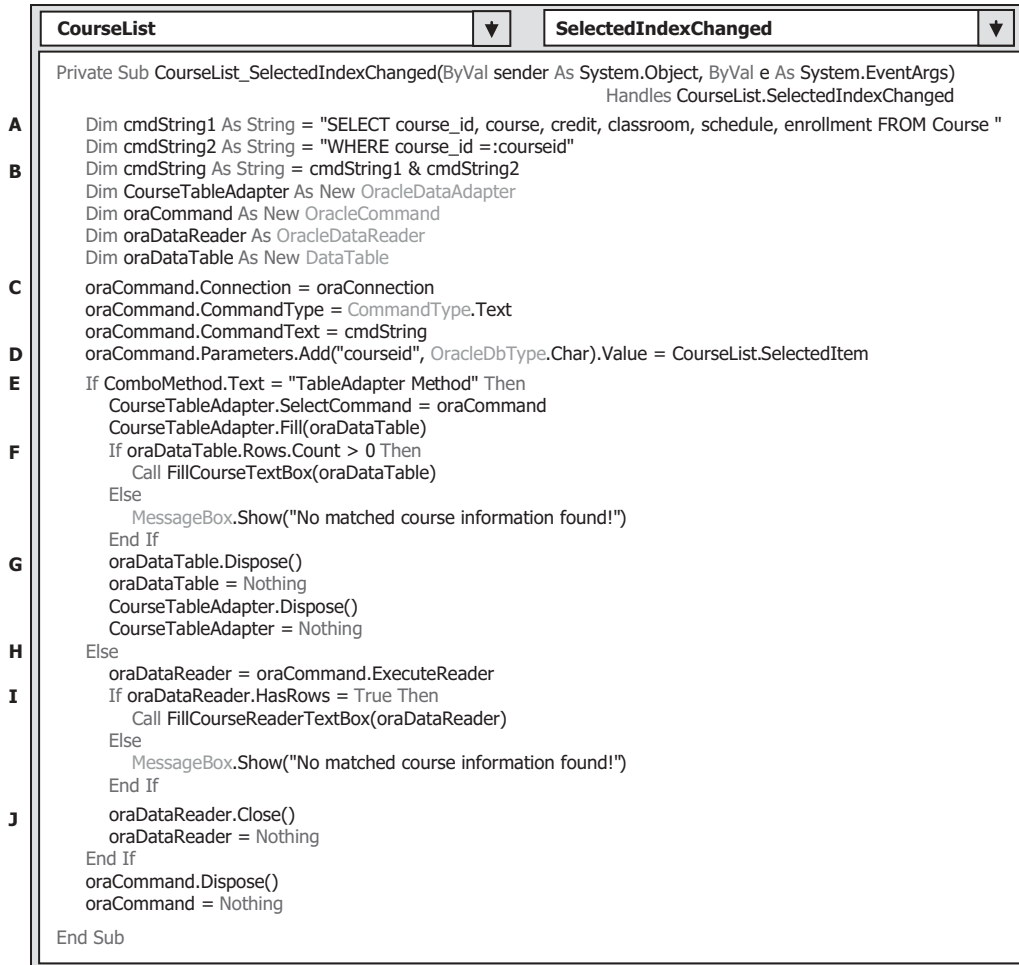 CourseList SelectedIndexChanged
Private Sub CourseList_SelectedIndexChanged(ByVal sender As System.Object, ByVal e As System.EventArgs)
Handles CourseList.SelectedIndexChanged
A Dim cmdString1 As String = "SELECT course_id, course, credit, classroom, schedule, enrollment FROM Course "
Dim cmdString2 As String = "WHERE course_id =:courseid"
B Dim cmdString As String = cmdString1 & cmdString2
Dim CourseTableAdapter As New OracleDataAdapter
Dim oraCommand As New OracleCommand
Dim oraDataReader As OracleDataReader
Dim oraDataTable As New DataTable
C oraCommand.Connection = oraConnection
oraCommand.CommandType = CommandType.Text
oraCommand.CommandText = cmdString
D oraCommand.Parameters.Add("courseid", OracleDbType.Char).Value = CourseList.SelectedItem
E If ComboMethod.Text = "TableAdapter Method" Then
CourseTableAdapter.SelectCommand = oraCommand
CourseTableAdapter.Fill(oraDataTable)
F If oraDataTable.Rows.Count > 0 Then
Call FillCourseTextBox(oraDataTable)
Else
MessageBox.Show("No matched course information found!")
End If
G oraDataTable.Dispose()
oraDataTable = Nothing
CourseTableAdapter.Dispose()
CourseTableAdapter = Nothing
H Else
oraDataReader = oraCommand.ExecuteReader
I If oraDataReader.HasRows = True Then
Call FillCourseReaderTextBox(oraDataReader)
Else
MessageBox.Show("No matched course information found!")
End If
J oraDataReader.Close()
oraDataReader = Nothing
End If
oraCommand.Dispose()
oraCommand = Nothing
End Sub